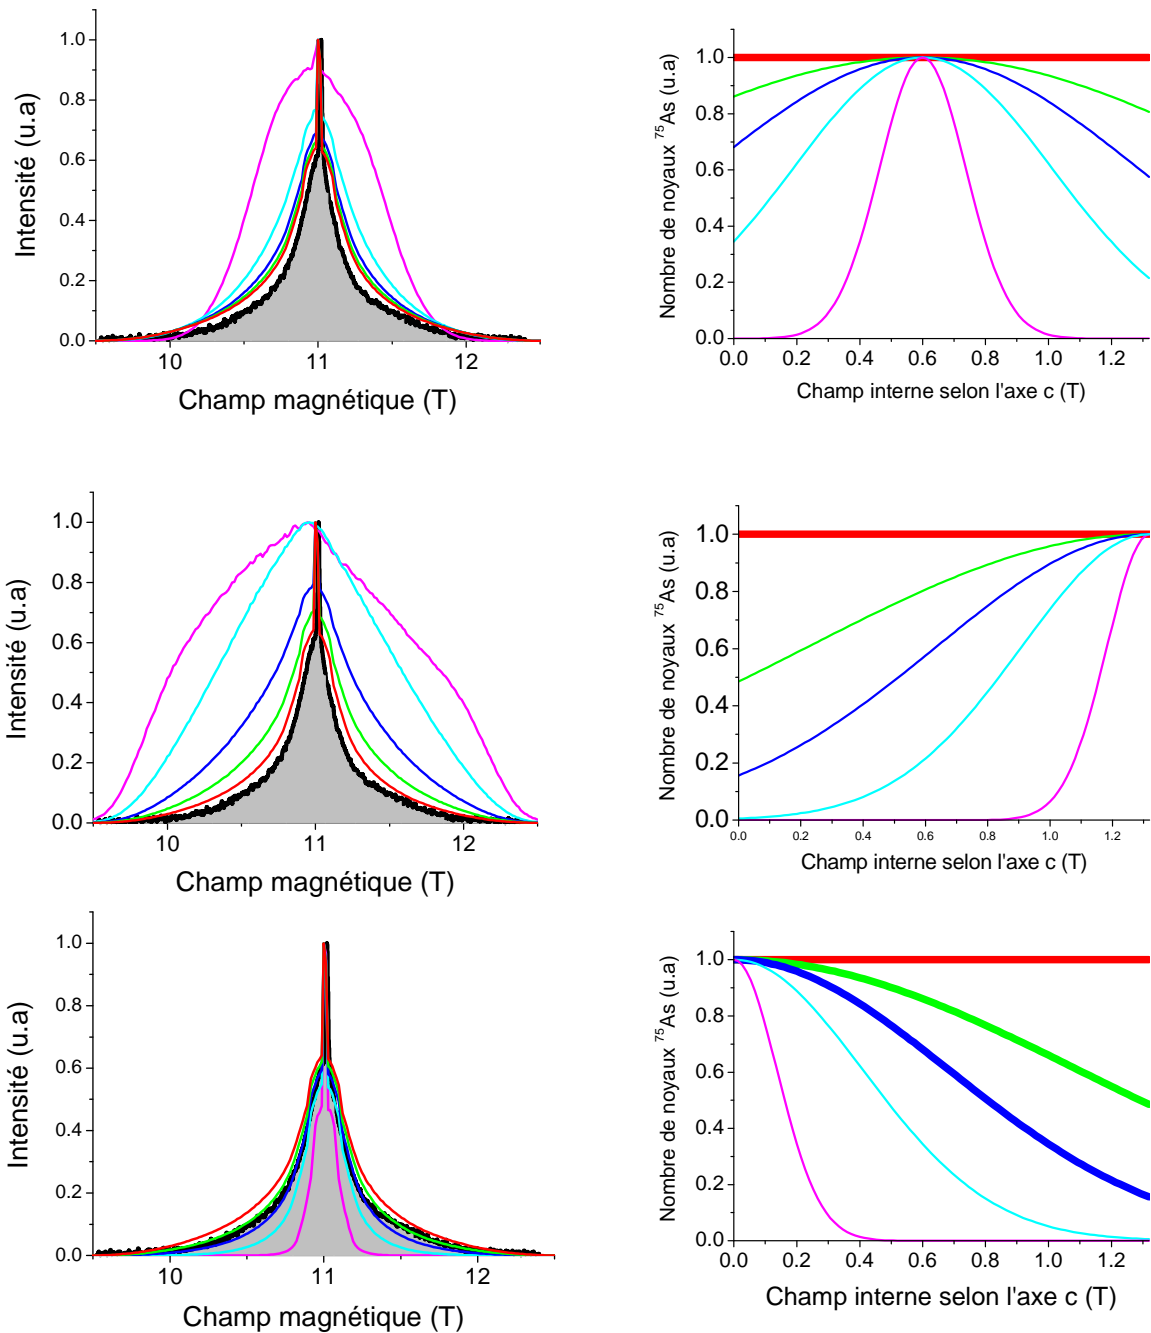 1.0
0.8
0.6
0.4
0.2
0.0
Intensité (u.a)
10 11 12
Champ magnétique (T)
1.0
0.8
0.6
0.4
0.2
0.0
Nombre de noyaux ⁷⁵As (u.a)
0.0 0.2 0.4 0.6 0.8 1.0 1.2
Champ interne selon l'axe c (T)
1.0
0.8
0.6
0.4
0.2
0.0
Intensité (u.a)
10 11 12
Champ magnétique (T)
1.0
0.8
0.6
0.4
0.2
0.0
Nombre de noyaux ⁷⁵As (u.a)
0.0 0.2 0.4 0.6 0.8 1.0 1.2
Champ interne selon l'axe c (T)
1.0
0.8
0.6
0.4
0.2
0.0
Intensité (u.a)
10 11 12
Champ magnétique (T)
1.0
0.8
0.6
0.4
0.2
0.0
Nombre de noyaux ⁷⁵As (u.a)
0.0 0.2 0.4 0.6 0.8 1.0 1.2
Champ interne selon l'axe c (T)